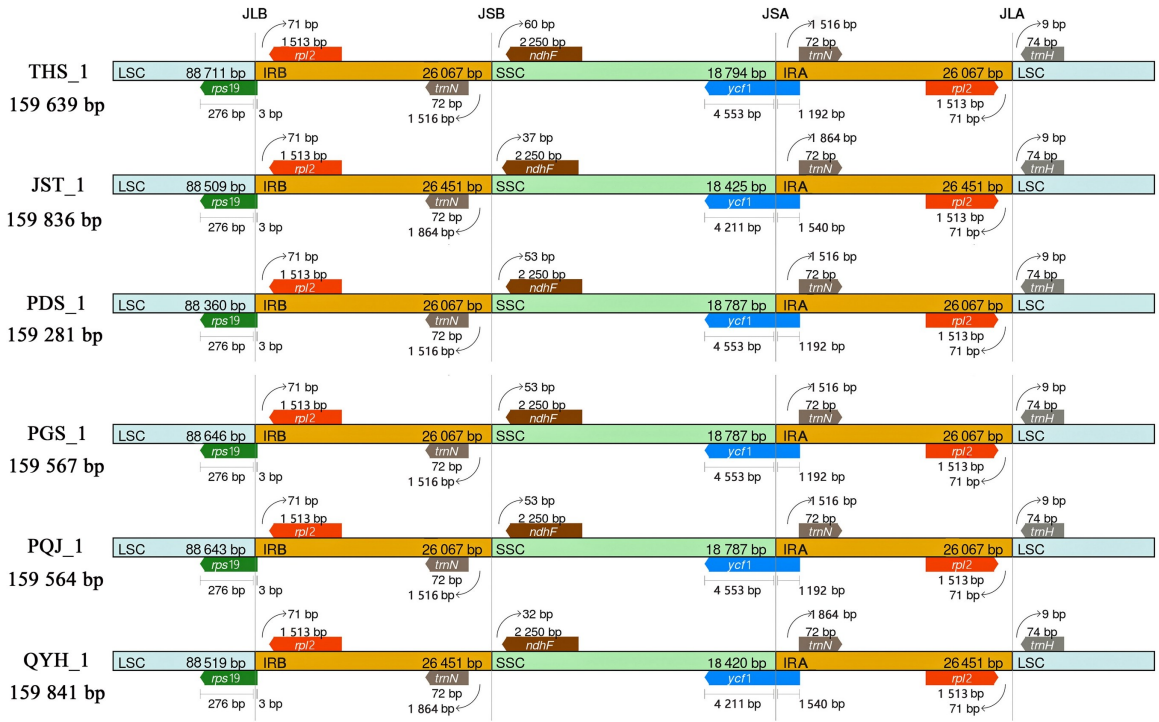 JLB JSB JSA JLA
71 bp 60 bp 1 516 bp 9 bp
1 513 bp 2 250 bp 72 bp 74 bp
rpl2 ndhF trnN trnH
THS_1 LSC 88 711 bp IRB 26 067 bp SSC 18 794 bp IRA 26 067 bp LSC
rps19 trnN ycf1 rpl2
159 639 bp 276 bp 3 bp 72 bp 4 553 bp 1 192 bp 1 513 bp
1 516 bp 71 bp
71 bp 37 bp 1 864 bp 9 bp
1 513 bp 2 250 bp 72 bp 74 bp
rpl2 ndhF trnN trnH
JST_1 LSC 88 509 bp IRB 26 451 bp SSC 18 425 bp IRA 26 451 bp LSC
rps19 trnN ycf1 rpl2
159 836 bp 276 bp 3 bp 72 bp 4 211 bp 1 540 bp 1 513 bp
1 864 bp 71 bp
71 bp 53 bp 1 516 bp 9 bp
1 513 bp 2 250 bp 72 bp 74 bp
rpl2 ndhF trnN trnH
PDS_1 LSC 88 360 bp IRB 26 067 bp SSC 18 787 bp IRA 26 067 bp LSC
rps19 trnN ycf1 rpl2
159 281 bp 276 bp 3 bp 72 bp 4 553 bp 1192 bp 1 513 bp
1 516 bp 71 bp
71 bp 53 bp 1 516 bp 9 bp
1 513 bp 2 250 bp 72 bp 74 bp
rpl2 ndhF trnN trnH
PGS_1 LSC 88 646 bp IRB 26 067 bp SSC 18 787 bp IRA 26 067 bp LSC
rps19 trnN ycf1 rpl2
159 567 bp 276 bp 3 bp 72 bp 4 553 bp 1192 bp 1 513 bp
1 516 bp 71 bp
71 bp 53 bp 1 516 bp 9 bp
1 513 bp 2 250 bp 72 bp 74 bp
rpl2 ndhF trnN trnH
PQJ_1 LSC 88 643 bp IRB 26 067 bp SSC 18 787 bp IRA 26 067 bp LSC
rps19 trnN ycf1 rpl2
159 564 bp 276 bp 3 bp 72 bp 4 553 bp 1192 bp 1 513 bp
1 516 bp 71 bp
71 bp 32 bp 1 864 bp 9 bp
1 513 bp 2 250 bp 72 bp 74 bp
rpl2 ndhF trnN trnH
QYH_1 LSC 88 519 bp IRB 26 451 bp SSC 18 420 bp IRA 26 451 bp LSC
rps19 trnN ycf1 rpl2
159 841 bp 276 bp 3 bp 72 bp 4 211 bp 1 540 bp 1 513 bp
1 864 bp 71 bp